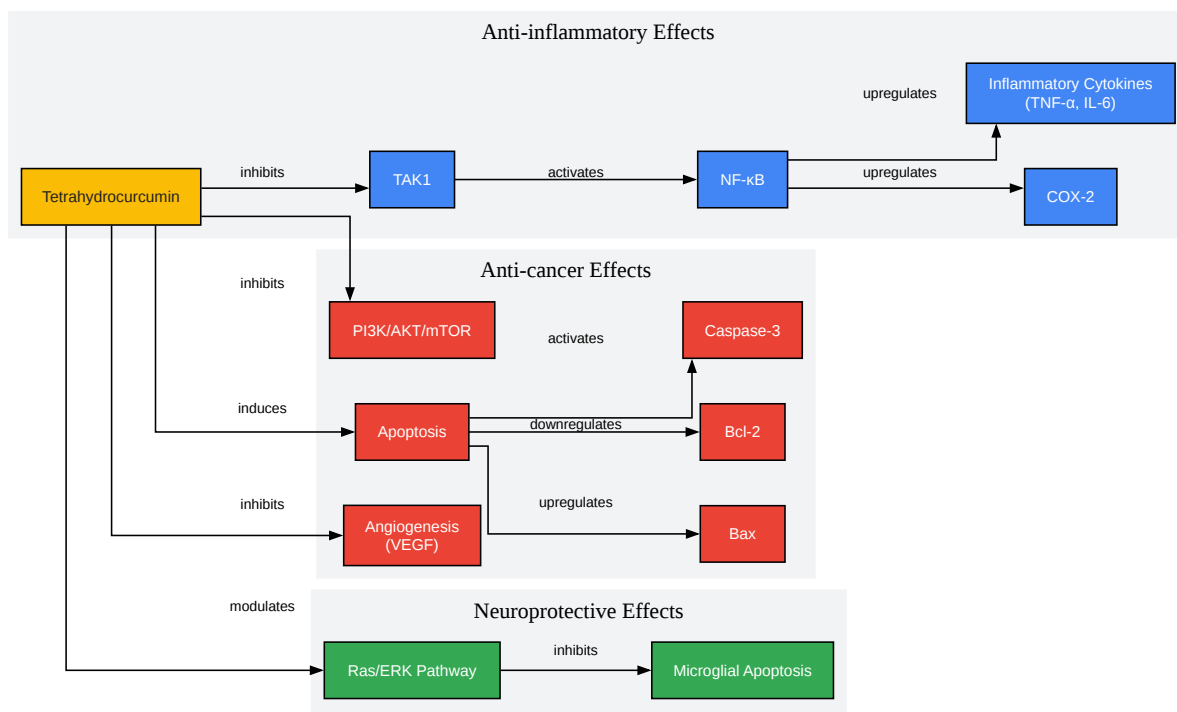 Anti-inflammatory Effects
upregulates
Inflammatory Cytokines
(TNF-α, IL-6)
Tetrahydrocurcumin
inhibits
TAK1
activates
NF-κB
upregulates
COX-2
Anti-cancer Effects
inhibits
PI3K/AKT/mTOR
activates
Caspase-3
induces
Apoptosis
downregulates
Bcl-2
inhibits
Angiogenesis
(VEGF)
upregulates
Bax
Neuroprotective Effects
modulates
Ras/ERK Pathway
inhibits
Microglial Apoptosis